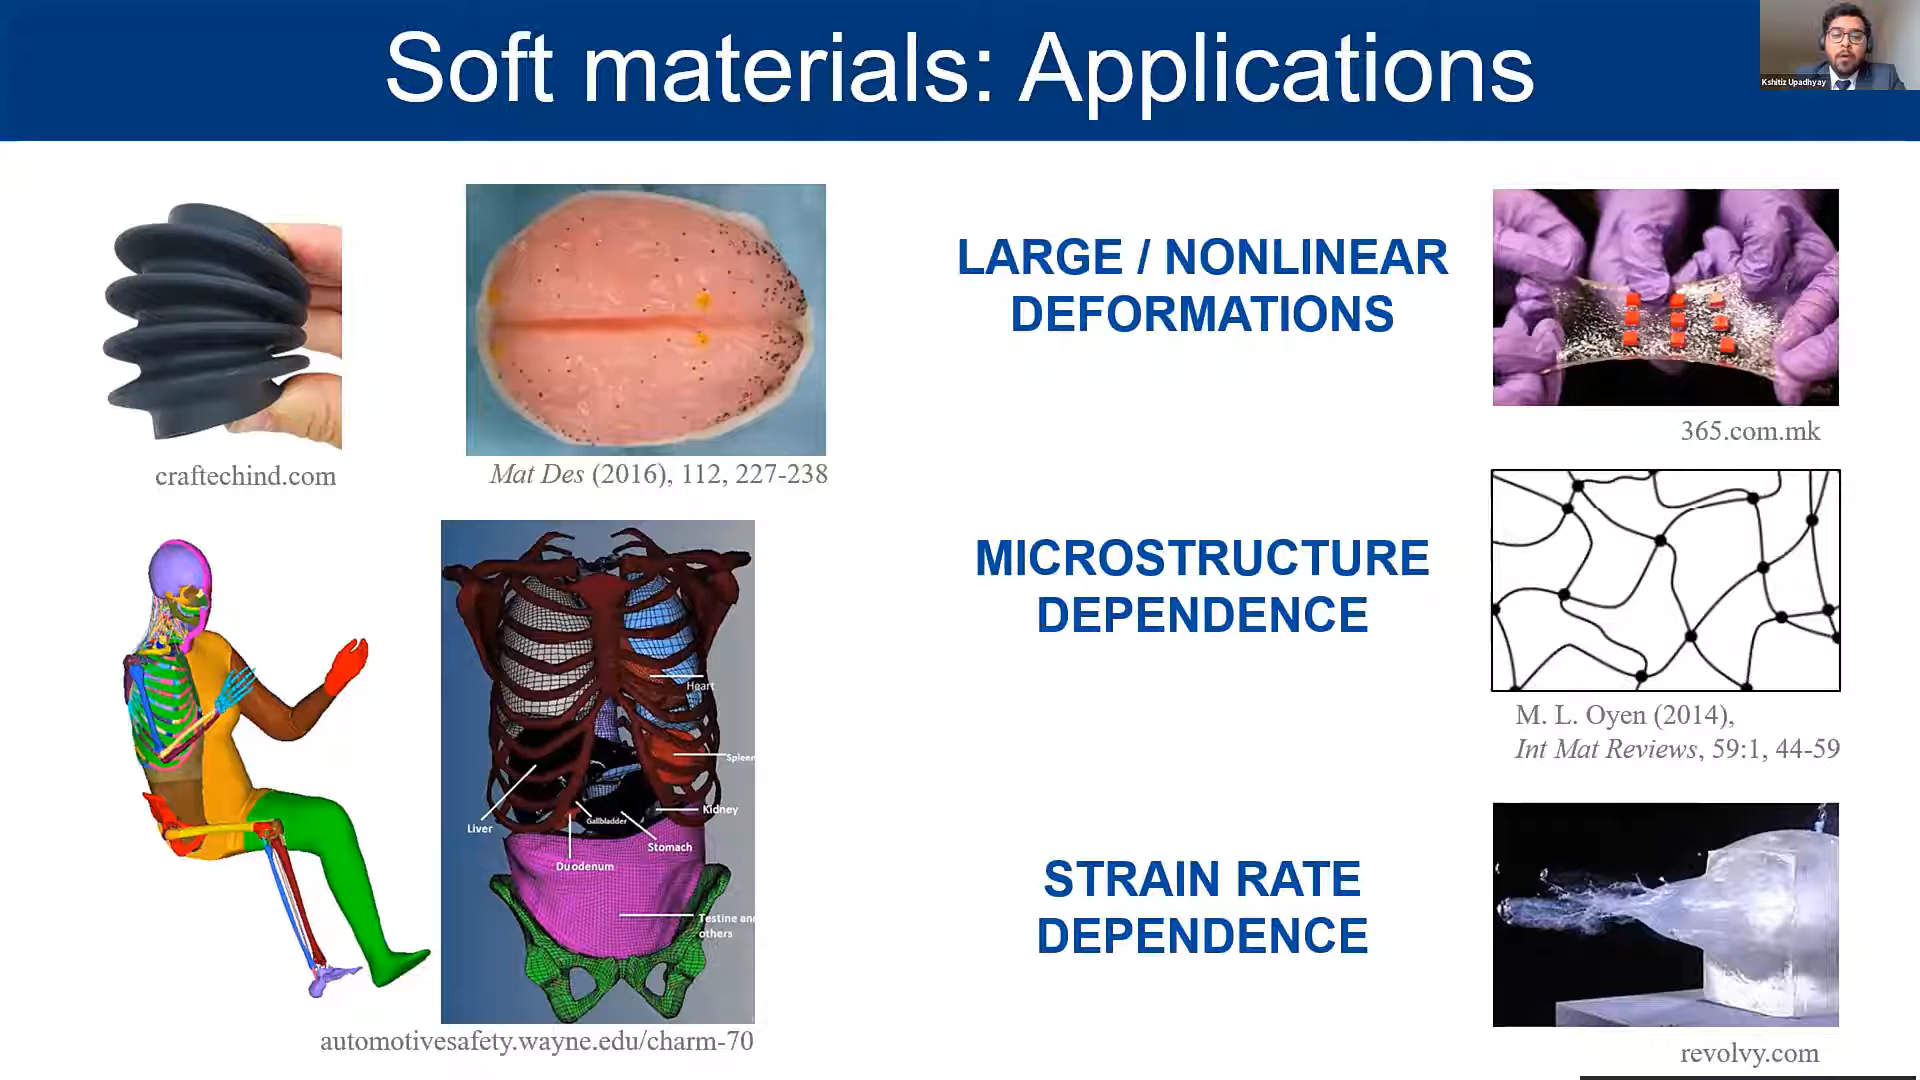 Soft materials: Applications
Kshitiz Upadhyay
craftechind.com
Mat Des (2016), 112, 227-238
LARGE / NONLINEAR
DEFORMATIONS
365.com.mk
MICROSTRUCTURE
DEPENDENCE
M. L. Oyen (2014),
Int Mat Reviews, 59:1, 44-59
Heart
Spleen
Kidney
Liver
Gallbladder
Stomach
Duodenum
Testine and
others
automotivesafety.wayne.edu/charm-70
STRAIN RATE
DEPENDENCE
revolvy.com